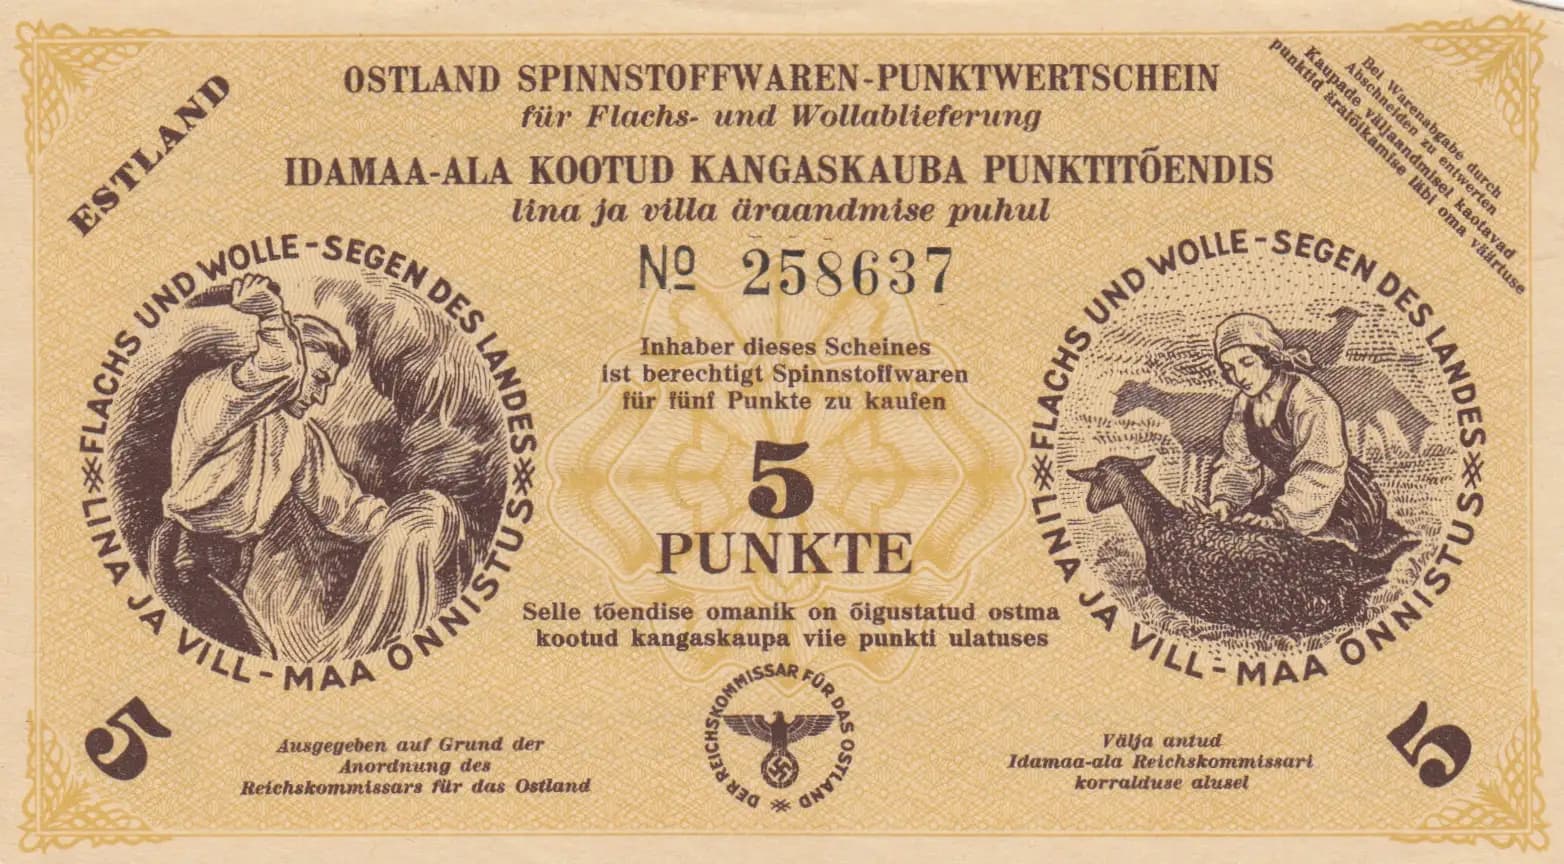 ESTLAND
OSTLAND SPINNSTOFFWAREN-PUNKTWERTSCHEIN
für Flachs- und Wollablieferung
IDAMAA-ALA KOOTUD KANGASKAUBA PUNKTITÕENDIS
lina ja villa äraandmise puhul
Bei Warenabgabe durch
Abschneiden zu entwerten
Kaupade väljaandmisel kaotavad
punktid äralõikamise läbi oma väärtuse
№ 258637
FLACHS UND WOLLE-SEGEN DES LANDES
LINA JA VILL-MAA ÕNNISTUS
FLACHS UND WOLLE-SEGEN DES LANDES
LINA JA VILL-MAA ÕNNISTUS
Inhaber dieses Scheines
ist berechtigt Spinnstoffwaren
für fünf Punkte zu kaufen
5
PUNKTE
Selle tõendise omanik on õigustatud ostma
kootud kangaskaupa viie punkti ulatuses
5
Ausgegeben auf Grund der
Anordnung des
Reichskommissars für das Ostland
DER REICHSKOMMISSAR FÜR DAS OSTLAND
Välja antud
Idamaa-ala Reichskommissari
korralduse alusel
5